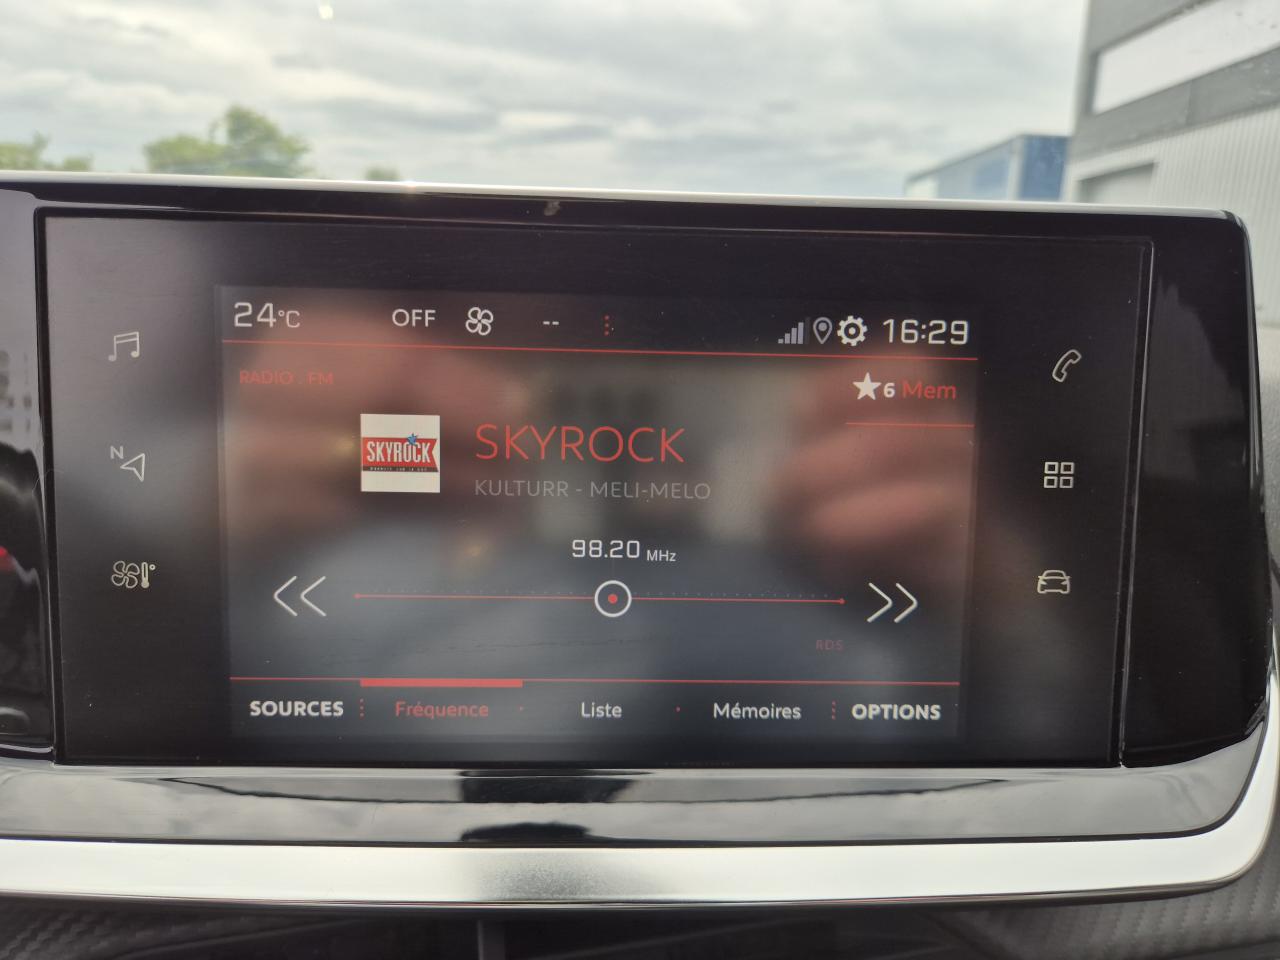 24°C OFF -- 16:29
RADIO . FM
6 Mem
SKYROCK
SKYROCK
KULTURR - MELI-MELO
N
98.20 MHz
RDS
SOURCES Fréquence Liste Mémoires OPTIONS